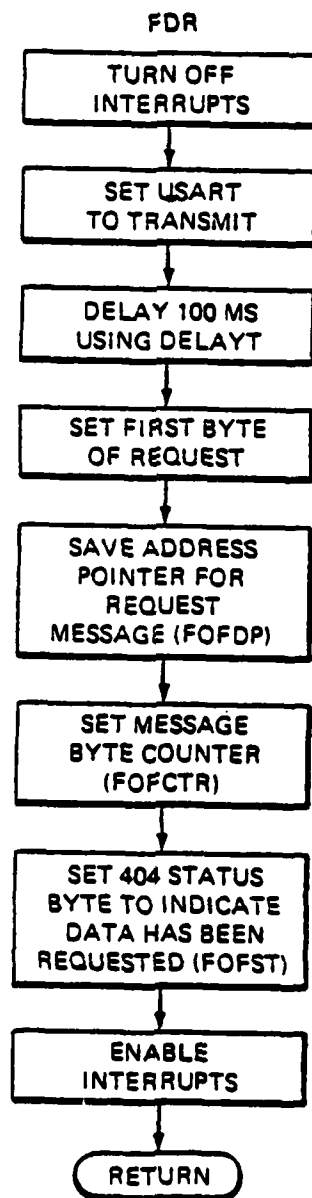 FDR
TURN OFF
INTERRUPTS
SET USART
TO TRANSMIT
DELAY 100 MS
USING DELAYT
SET FIRST BYTE
OF REQUEST
SAVE ADDRESS
POINTER FOR
REQUEST
MESSAGE (FOFDP)
SET MESSAGE
BYTE COUNTER
(FOFCTR)
SET 404 STATUS
BYTE TO INDICATE
DATA HAS BEEN
REQUESTED (FOFST)
ENABLE
INTERRUPTS
RETURN